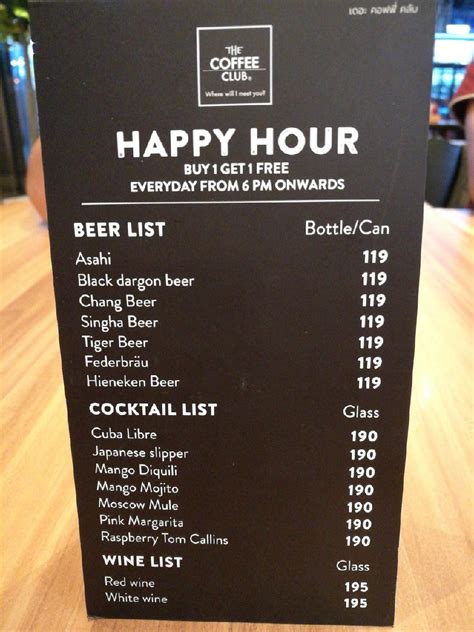 เดอะ คอฟฟี่ คลับ
THE
COFFEE
CLUB®
Where will I meet you?
HAPPY HOUR
BUY 1 GET 1 FREE
EVERYDAY FROM 6 PM ONWARDS
BEER LIST Bottle/Can
Asahi 119
Black dargon beer 119
Chang Beer 119
Singha Beer 119
Tiger Beer 119
Federbräu 119
Hieneken Beer 119
COCKTAIL LIST Glass
Cuba Libre 190
Japanese slipper 190
Mango Diquili 190
Mango Mojito 190
Moscow Mule 190
Pink Margarita 190
Raspberry Tom Callins 190
WINE LIST Glass
Red wine 195
White wine 195